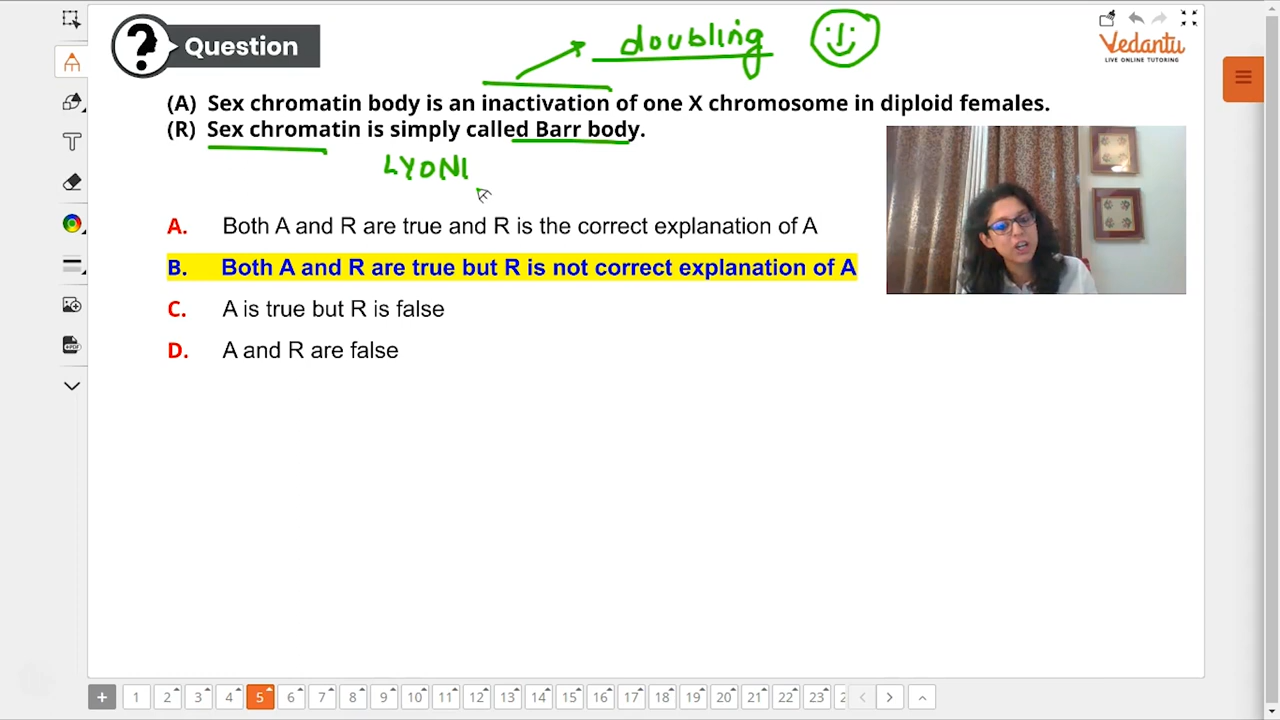 ? Question
doubling
Vedantu
LIVE ONLINE TUTORING
(A) Sex chromatin body is an inactivation of one X chromosome in diploid females.
(R) Sex chromatin is simply called Barr body.
LYONI
A. Both A and R are true and R is the correct explanation of A
B. Both A and R are true but R is not correct explanation of A
C. A is true but R is false
D. A and R are false
+ 1 2 3 4 5 6 7 8 9 10 11 12 13 14 15 16 17 18 19 20 21 22 23 2